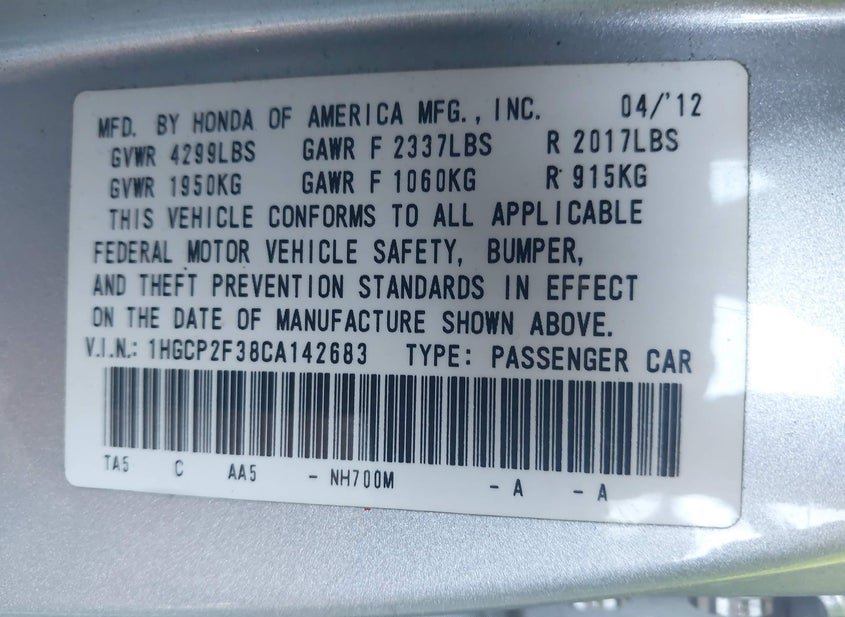 MFD. BY HONDA OF AMERICA MFG., INC. 04/'12
GVWR 4299LBS GAWR F 2337LBS R 2017LBS
GVWR 1950KG GAWR F 1060KG R 915KG
THIS VEHICLE CONFORMS TO ALL APPLICABLE
FEDERAL MOTOR VEHICLE SAFETY, BUMPER,
AND THEFT PREVENTION STANDARDS IN EFFECT
ON THE DATE OF MANUFACTURE SHOWN ABOVE.
V.I.N.: 1HGCP2F38CA142683 TYPE: PASSENGER CAR
TA5 C AA5 - NH700M - A - A